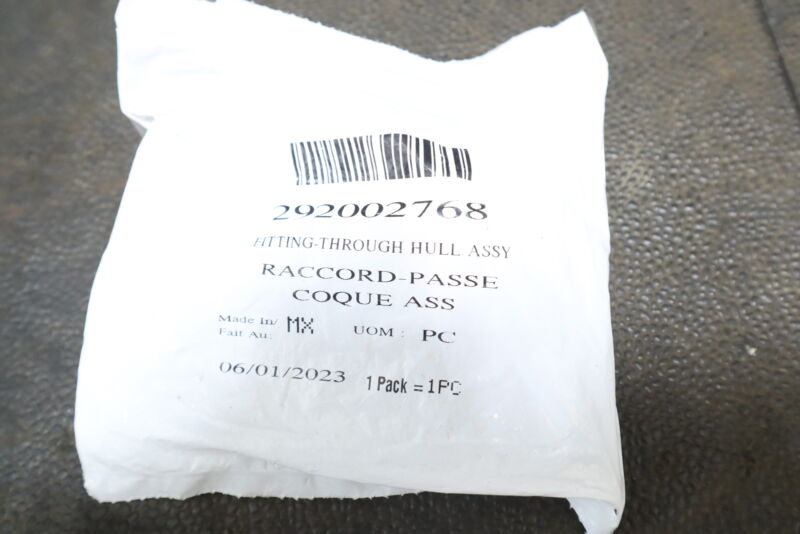 292002768
FITTING-THROUGH HULL ASSY
RACCORD-PASSE
COQUE ASS
Made In/ MX UOM : PC
Fait Au:
06/01/2023 1 Pack = 1PC